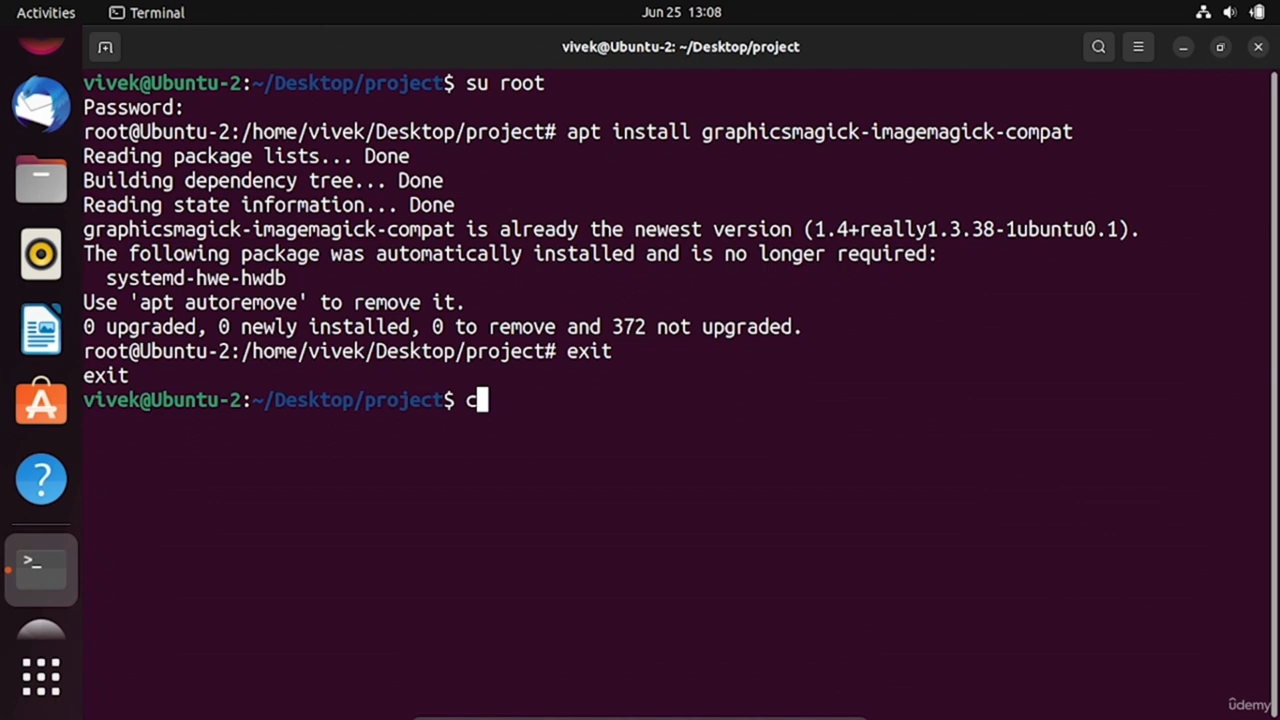 Activities Terminal Jun 25 13:08
vivek@Ubuntu-2: ~/Desktop/project
vivek@Ubuntu-2:~/Desktop/project$ su root
Password:
root@Ubuntu-2:/home/vivek/Desktop/project# apt install graphicsmagick-imagemagick-compat
Reading package lists... Done
Building dependency tree... Done
Reading state information... Done
graphicsmagick-imagemagick-compat is already the newest version (1.4+really1.3.38-1ubuntu0.1).
The following package was automatically installed and is no longer required:
  systemd-hwe-hwdb
Use 'apt autoremove' to remove it.
0 upgraded, 0 newly installed, 0 to remove and 372 not upgraded.
root@Ubuntu-2:/home/vivek/Desktop/project# exit
exit
vivek@Ubuntu-2:~/Desktop/project$ c
ûdemy